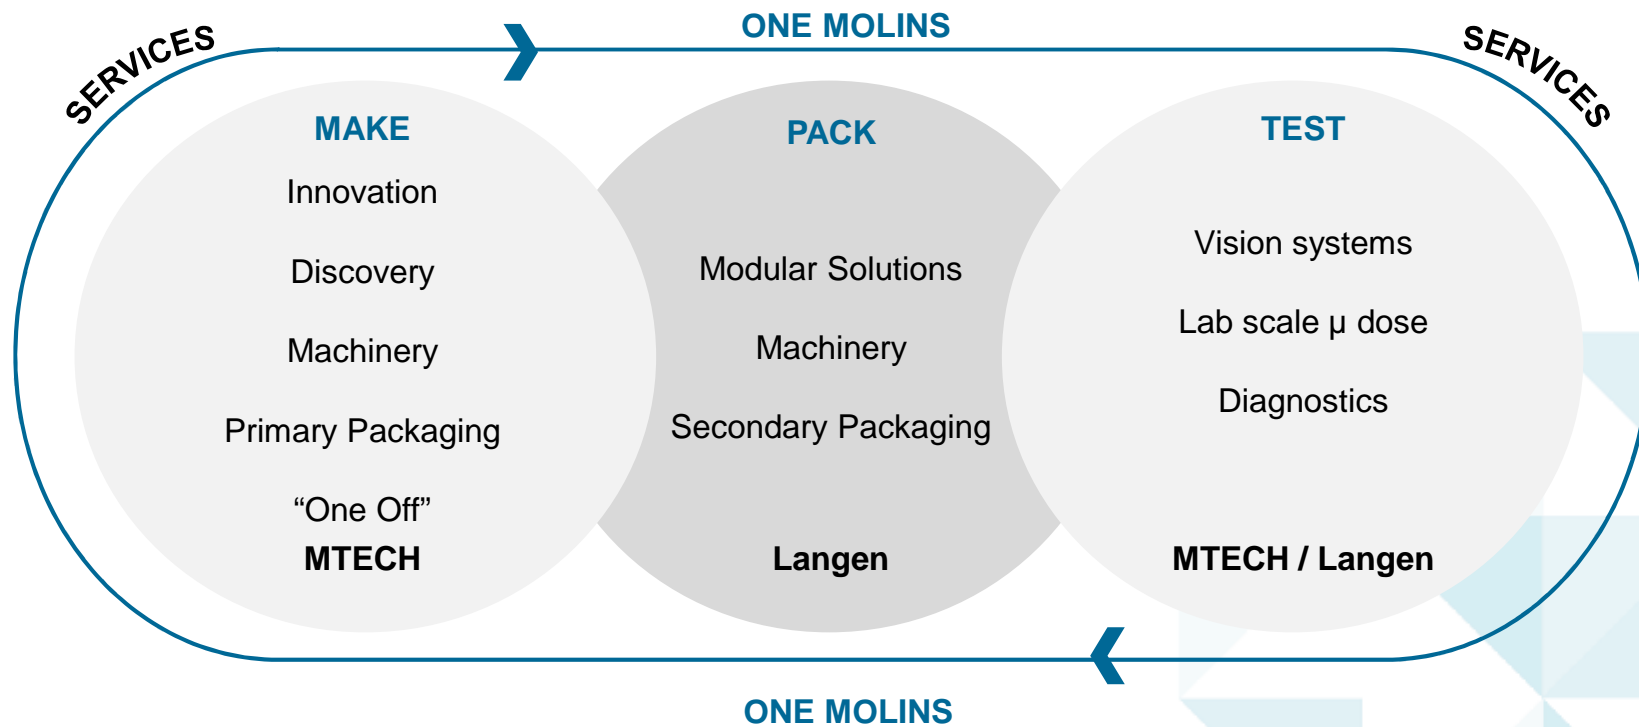 ONE MOLINS
SERVICES
SERVICES
MAKE
Innovation
Discovery
Machinery
Primary Packaging
“One Off”
MTECH
PACK
Modular Solutions
Machinery
Secondary Packaging
Langen
TEST
Vision systems
Lab scale µ dose
Diagnostics
MTECH / Langen
ONE MOLINS